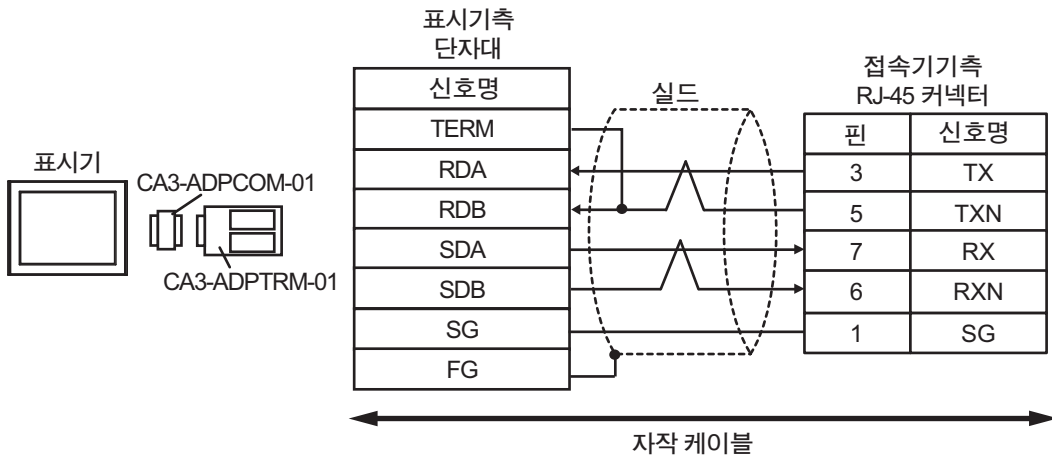 표시기
CA3-ADPCOM-01
CA3-ADPTRM-01
표시기측
단자대
신호명
TERM
RDA
RDB
SDA
SDB
SG
FG
실드
접속기기측
RJ-45 커넥터
핀 신호명
3 TX
5 TXN
7 RX
6 RXN
1 SG
자작 케이블